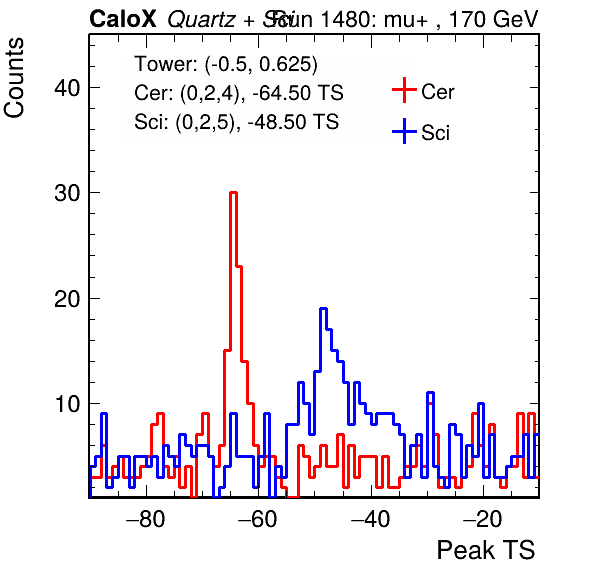 CaloX Quartz + Sci Run 1480: mu+ , 170 GeV
Counts
Tower: (-0.5, 0.625)
Cer: (0,2,4), -64.50 TS
Sci: (0,2,5), -48.50 TS
Cer
Sci
40
30
20
10
−80 −60 −40 −20
Peak TS